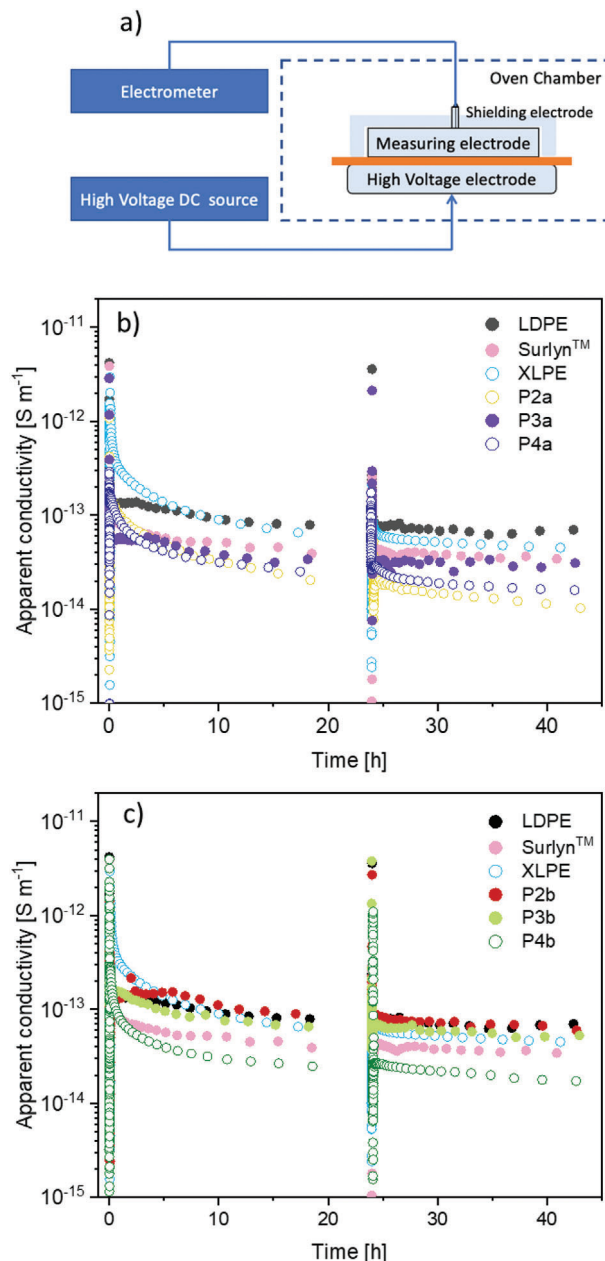 a)
Oven Chamber
Electrometer
Shielding electrode
Measuring electrode
High Voltage DC source
High Voltage electrode
b)
LDPE
Surlyn™
XLPE
P2a
P3a
P4a
10⁻¹¹
10⁻¹²
10⁻¹³
10⁻¹⁴
10⁻¹⁵
Apparent conductivity [S m⁻¹]
0 10 20 30 40
Time [h]
c)
LDPE
Surlyn™
XLPE
P2b
P3b
P4b
10⁻¹¹
10⁻¹²
10⁻¹³
10⁻¹⁴
10⁻¹⁵
Apparent conductivity [S m⁻¹]
0 10 20 30 40
Time [h]